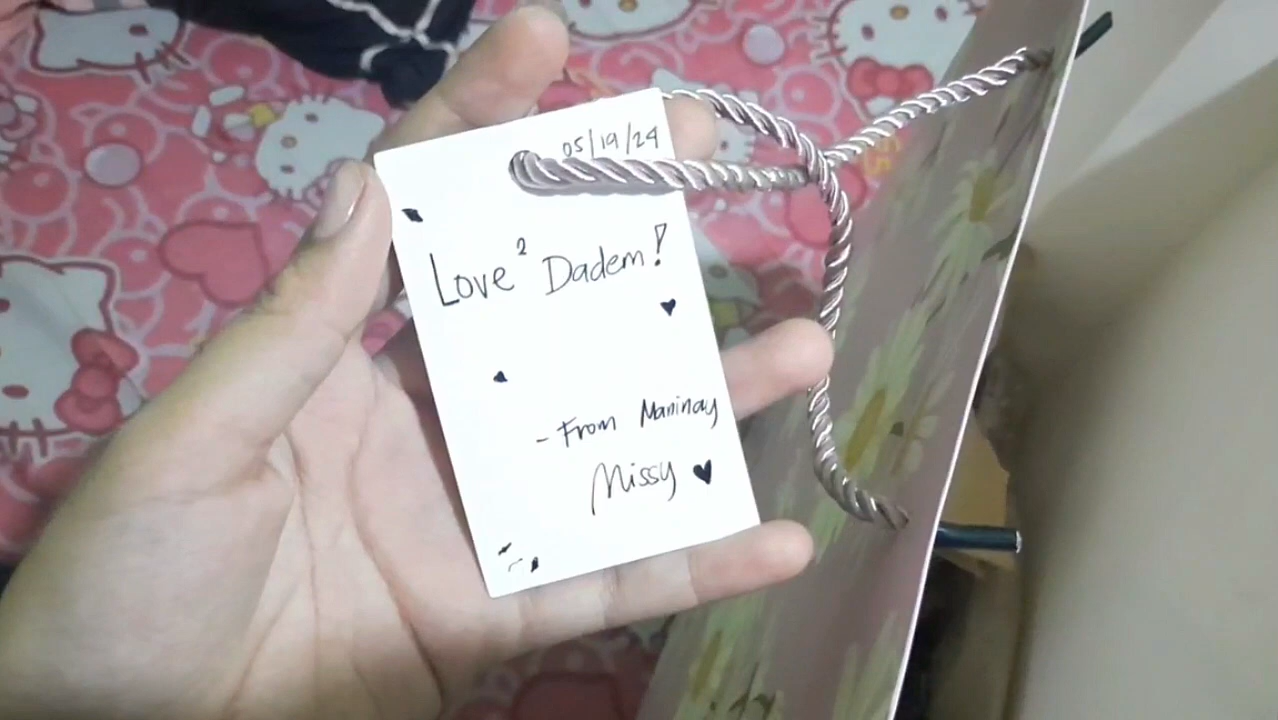 05/19/24
Love² Dadem!
- From Maninay
Missy ♥